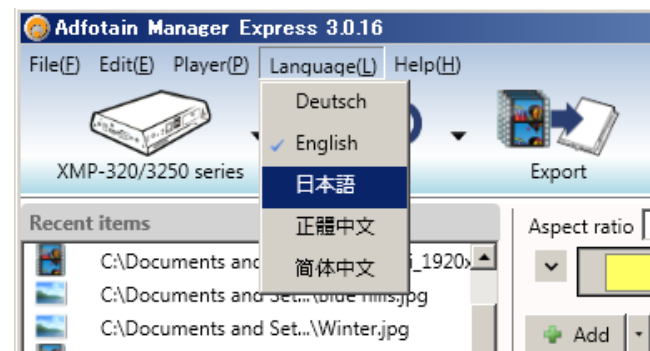 Adfotain Manager Express 3.0.16
File(F) Edit(E) Player(P) Language(L) Help(H)
Deutsch
English
日本語
正體中文
简体中文
XMP-320/3250 series
Export
Recent items
Aspect ratio
C:\Documents and i_1920x
C:\Documents and Set...\blue hills.jpg
C:\Documents and Set...\Winter.jpg
Add